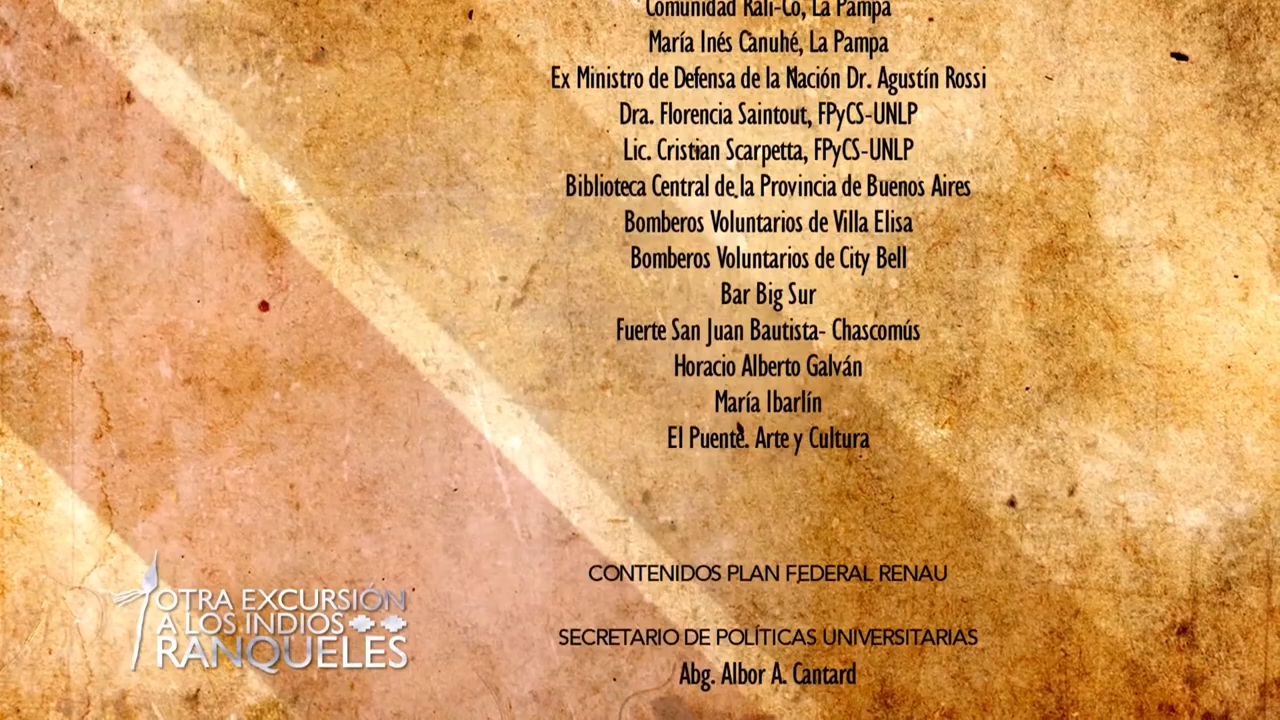 Comunidad Rali-Co, La Pampa
María Inés Canuhé, La Pampa
Ex Ministro de Defensa de la Nación Dr. Agustín Rossi
Dra. Florencia Saintout, FPyCS-UNLP
Lic. Cristian Scarpetta, FPyCS-UNLP
Biblioteca Central de la Provincia de Buenos Aires
Bomberos Voluntarios de Villa Elisa
Bomberos Voluntarios de City Bell
Bar Big Sur
Fuerte San Juan Bautista- Chascomús
Horacio Alberto Galván
María Ibarlín
El Puente. Arte y Cultura
CONTENIDOS PLAN FEDERAL RENAU
SECRETARIO DE POLÍTICAS UNIVERSITARIAS
Abg. Albor A. Cantard
OTRA EXCURSIÓN
A LOS INDIOS
RANQUELES